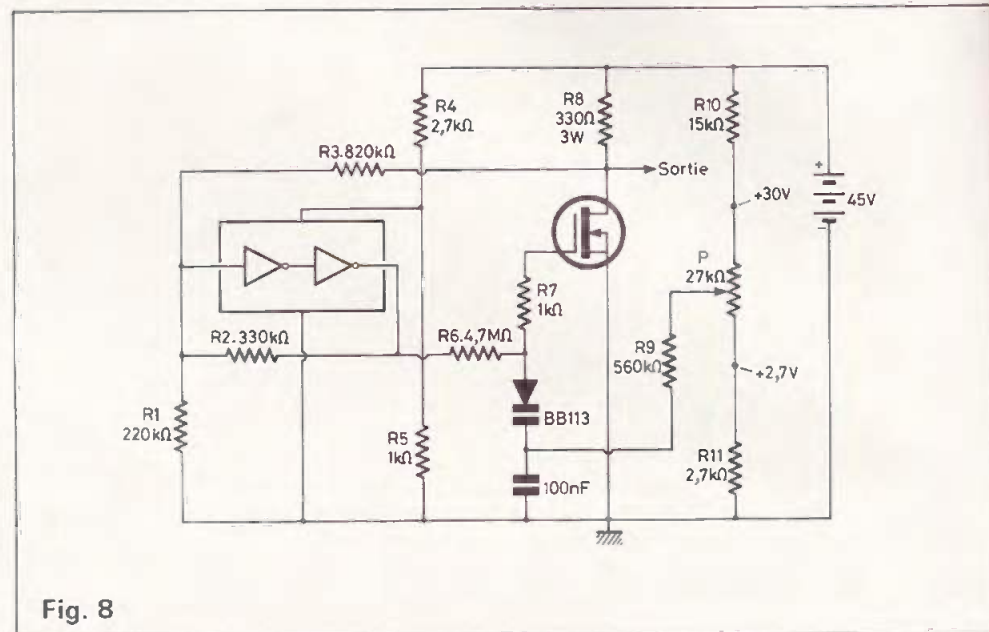 R4
2,7kΩ
R8
330Ω
3W
R10
15kΩ
R3.820kΩ
Sortie
+30V
+
45V
−
P
27kΩ
R7
1kΩ
R2.330kΩ
R6.4,7MΩ
R9
560kΩ
+2,7V
R1
220kΩ
BB113
R5
1kΩ
R11
2,7kΩ
100nF
Fig. 8